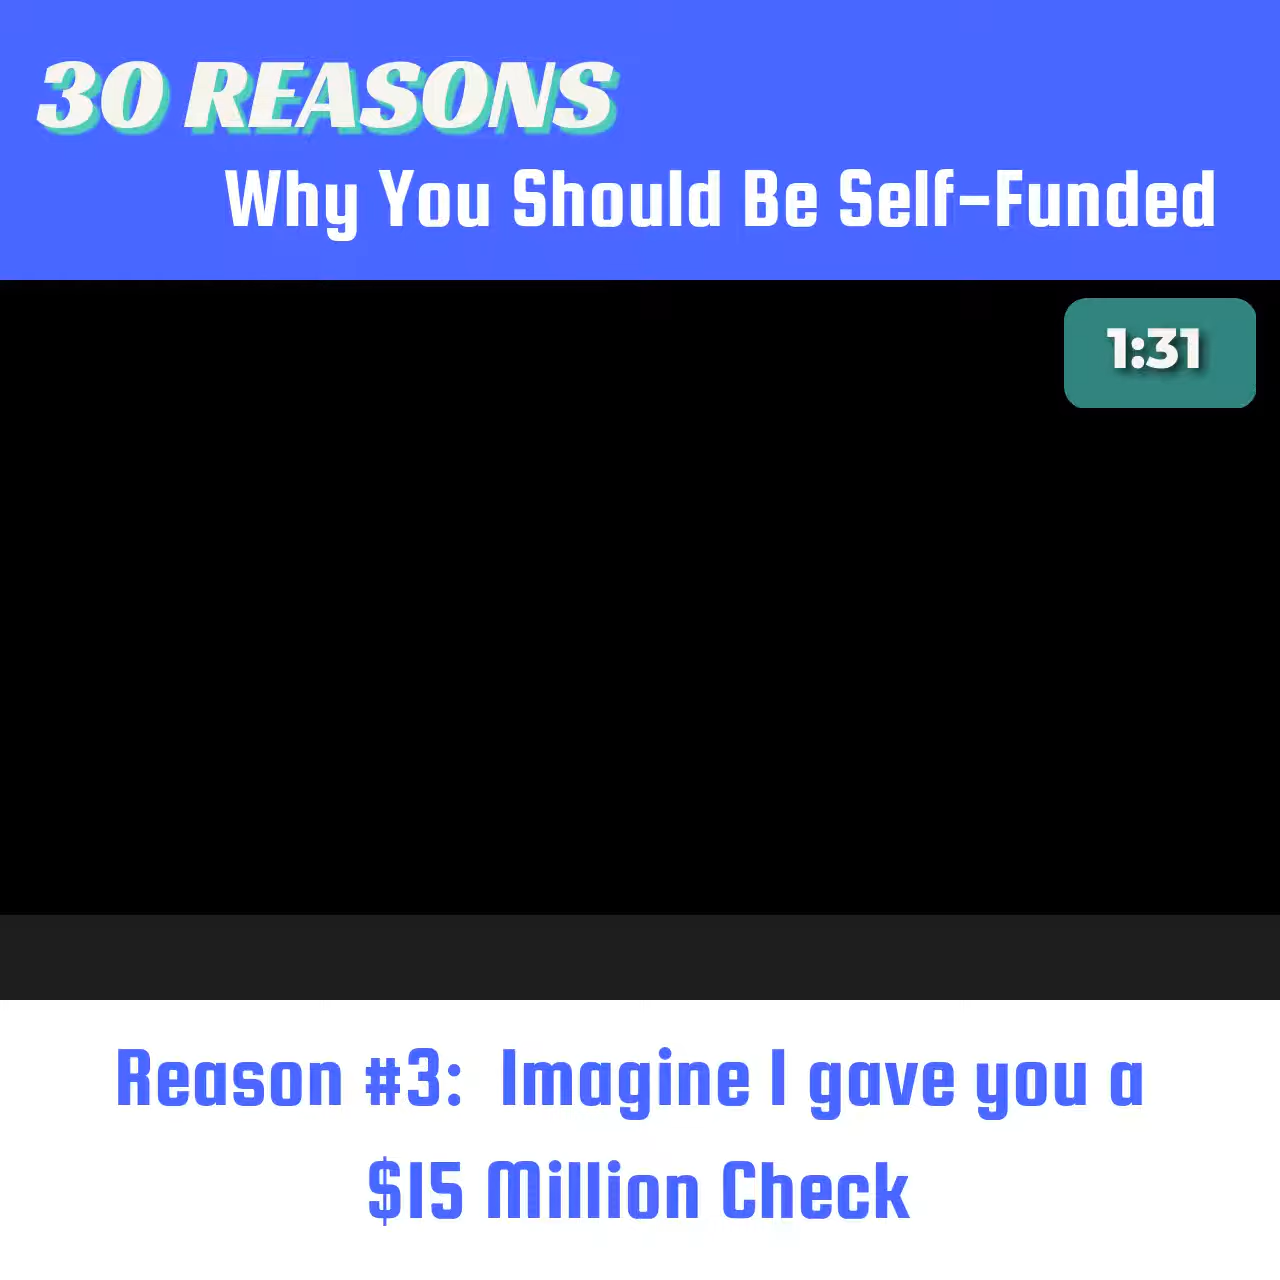 30 REASONS
Why You Should Be Self-Funded
1:31
Reason #3: Imagine I gave you a
$15 Million Check